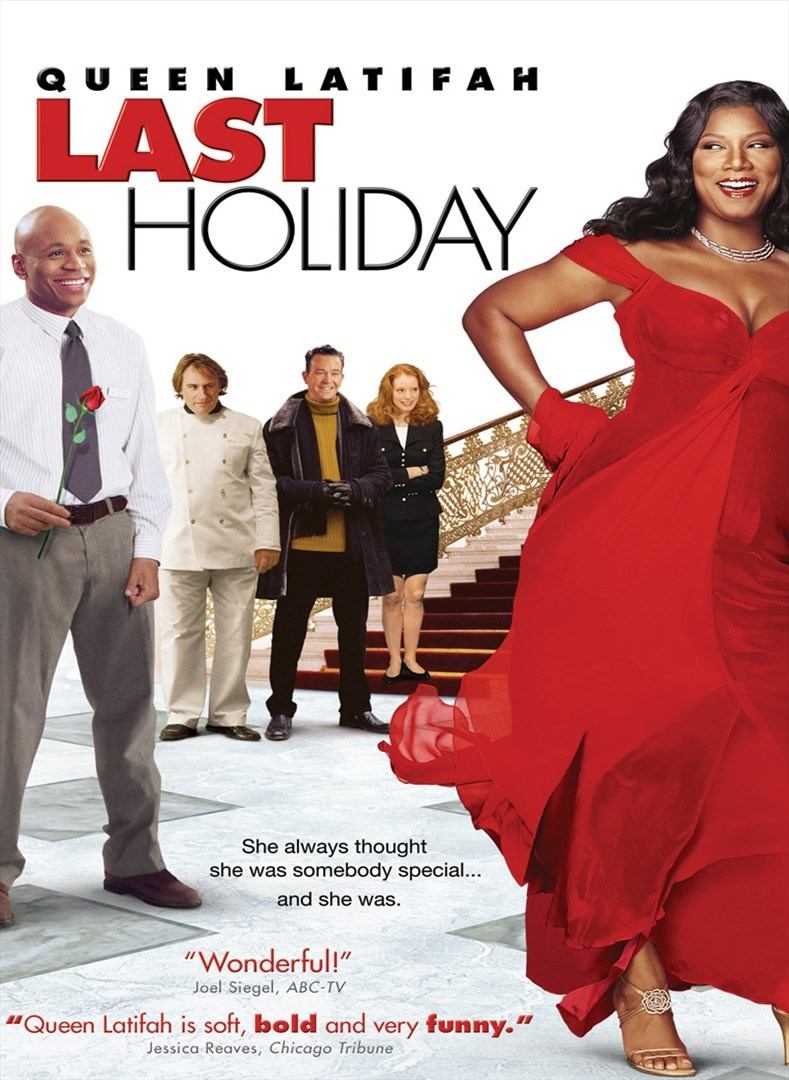 QUEEN LATIFAH
LAST
HOLIDAY
She always thought
she was somebody special...
and she was.
“Wonderful!”
Joel Siegel, ABC-TV
“Queen Latifah is soft, bold and very funny.”
Jessica Reaves, Chicago Tribune